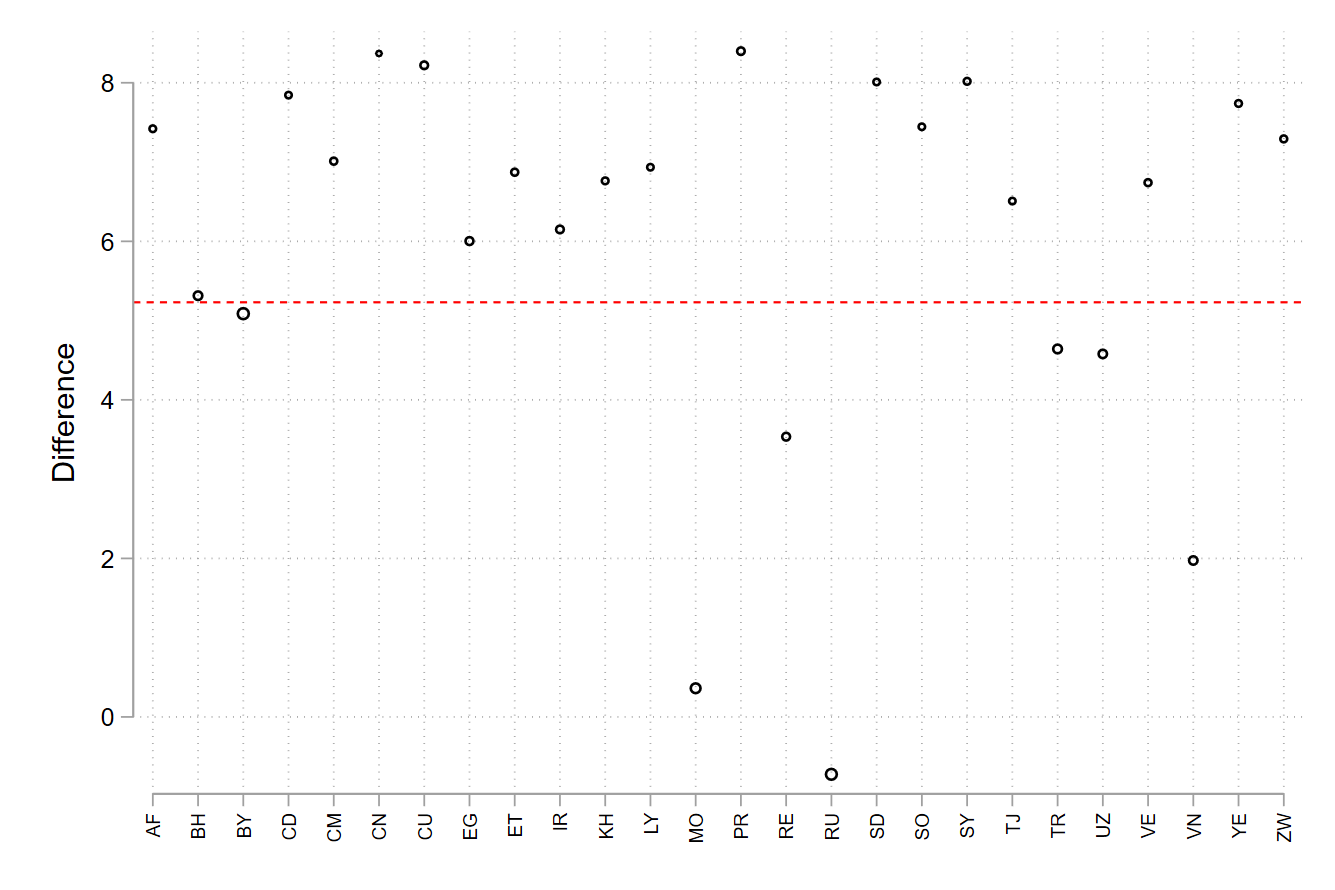 8
6
4
2
0
Difference
AF BH BY CD CM CN CU EG ET IR KH LY MO PR RE RU SD SO SY TJ TR UZ VE VN YE ZW